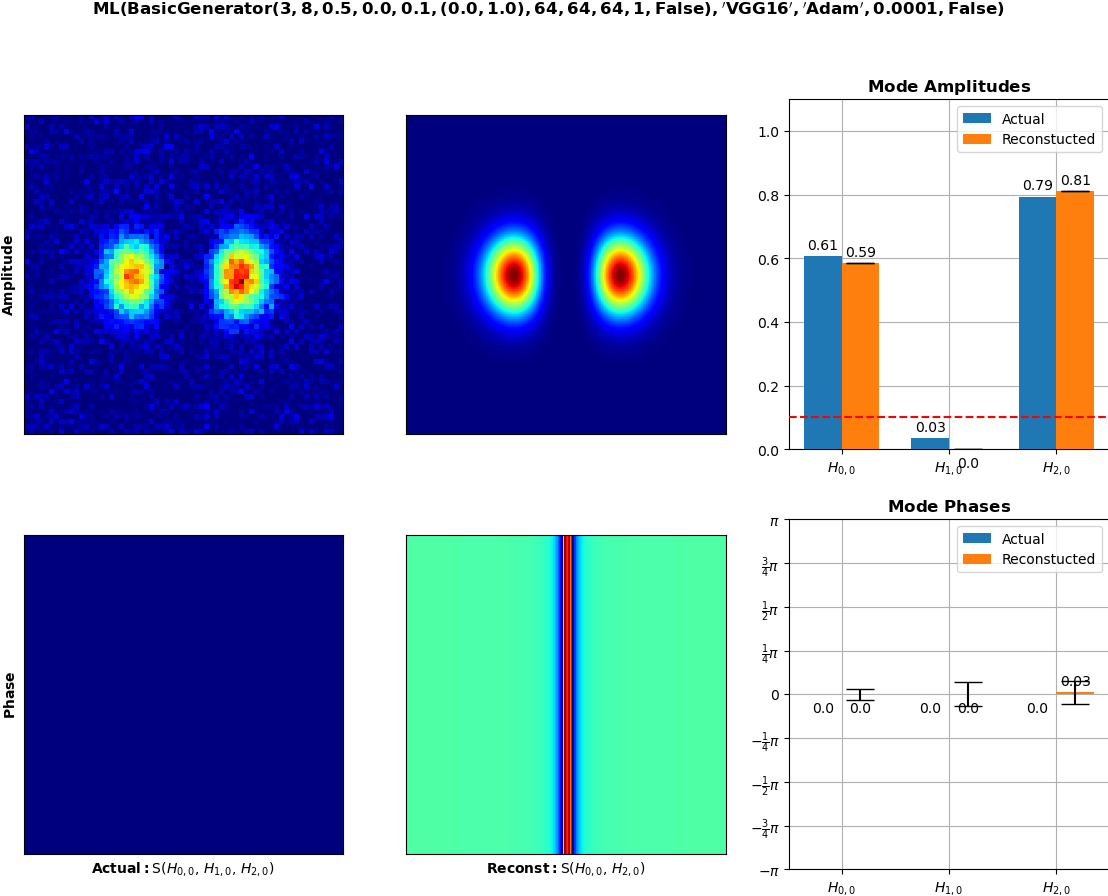 ML(BasicGenerator(3, 8, 0.5, 0.0, 0.1, (0.0, 1.0), 64, 64, 64, 1, False), ′VGG16′, ′Adam′, 0.0001, False)
Amplitude
Mode Amplitudes
Actual
Reconstucted
1.0
0.8
0.6
0.4
0.2
0.0
0.61
0.59
0.03
0.0
0.79
0.81
H0,0
H1,0
H2,0
Phase
Actual: S(H0,0, H1,0, H2,0)
Reconst: S(H0,0, H2,0)
Mode Phases
Actual
Reconstucted
π
3/4π
1/2π
1/4π
0
−1/4π
−1/2π
−3/4π
−π
0.0
0.0
0.0
0.0
0.0
0.03
H0,0
H1,0
H2,0